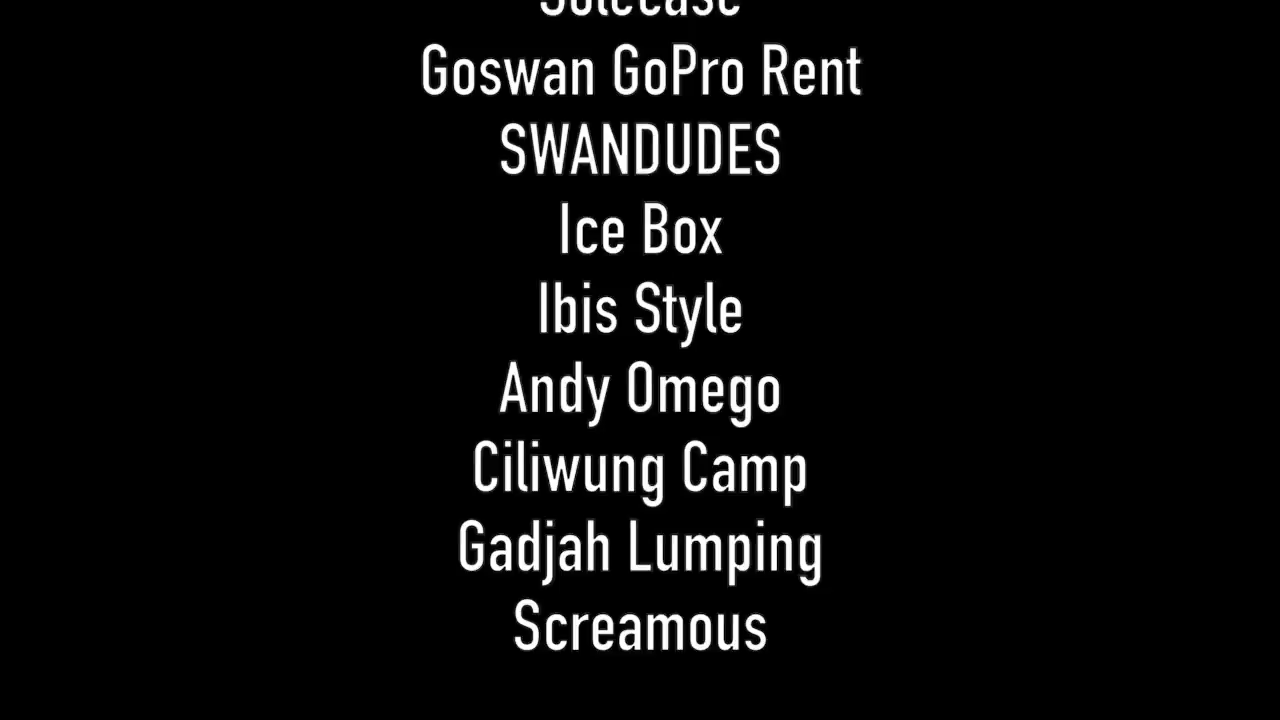 Goswan GoPro Rent
SWANDUDES
Ice Box
Ibis Style
Andy Omego
Ciliwung Camp
Gadjah Lumping
Screamous